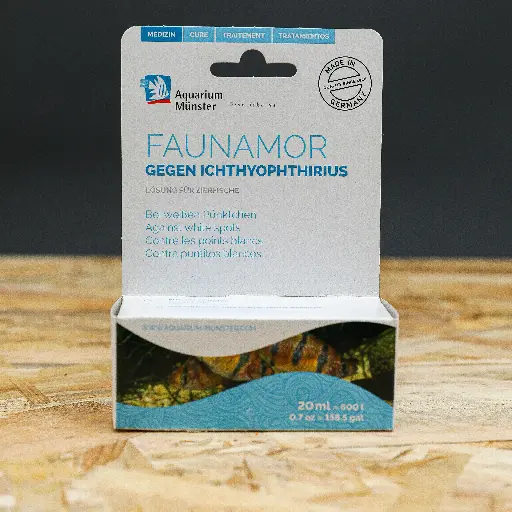 MEDIZIN CURE TRAITEMENT TRATAMIENTOS
MADE IN
GERMANY
Aquarium
Münster
FAUNAMOR
GEGEN ICHTHYOPHTHIRIUS
LÖSUNG FÜR ZIERFISCHE
Bei weißen Pünktchen
Against white spots
Contre les points blancs
Contra puntitos blancos
WWW.AQUARIUM-MUNSTER.COM
20 ml ≈ 600 l
0.7 oz ≈ 158.5 gal